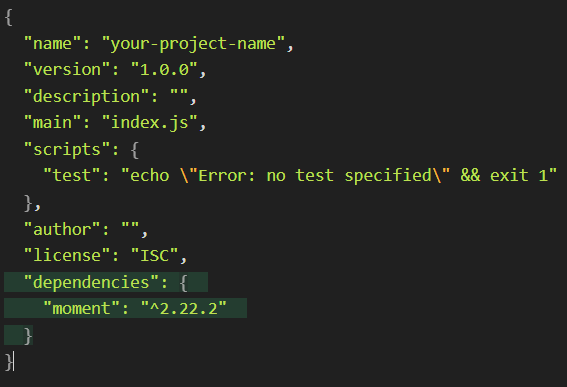 {
  "name": "your-project-name",
  "version": "1.0.0",
  "description": "",
  "main": "index.js",
  "scripts": {
    "test": "echo \"Error: no test specified\" && exit 1"
  },
  "author": "",
  "license": "ISC",
  "dependencies": {
    "moment": "^2.22.2"
  }
}